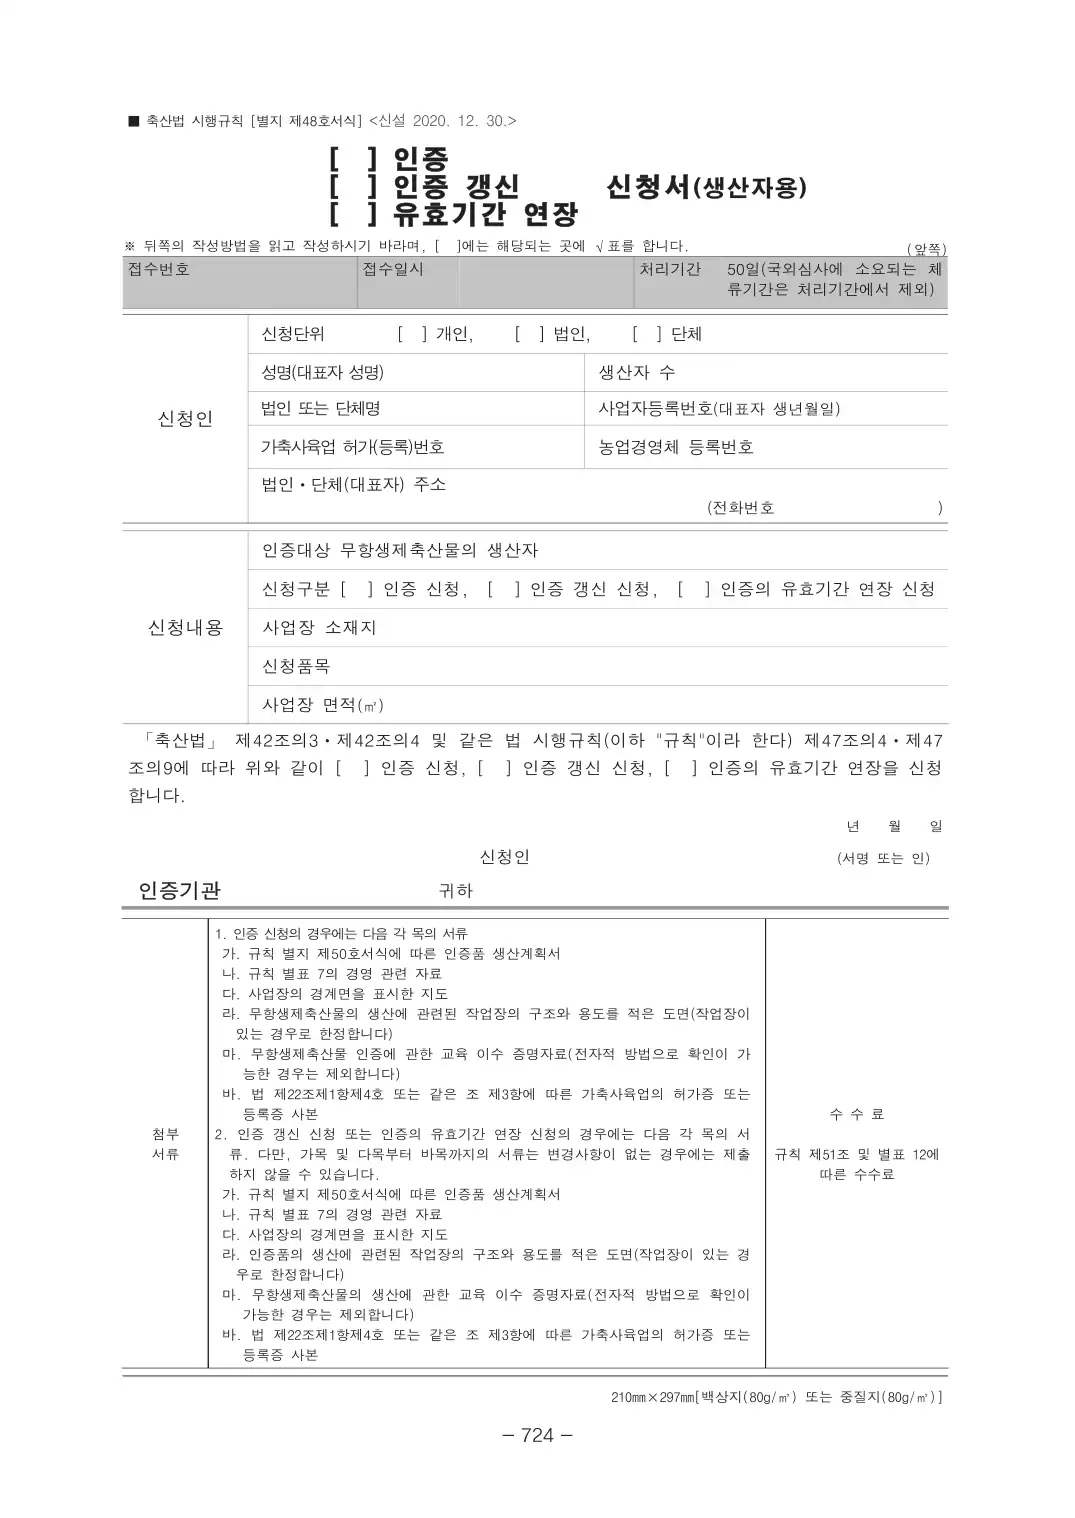 ■ 축산법 시행규칙 [별지 제48호서식] <신설 2020. 12. 30.>
[ ] 인증
[ ] 인증 갱신 신청서(생산자용)
[ ] 유효기간 연장
※ 뒤쪽의 작성방법을 읽고 작성하시기 바라며, [ ]에는 해당되는 곳에 √표를 합니다. (앞쪽)
접수번호 접수일시 처리기간 50일(국외심사에 소요되는 체
류기간은 처리기간에서 제외)
신청단위 [ ] 개인, [ ] 법인, [ ] 단체
성명(대표자 성명) 생산자 수
신청인
법인 또는 단체명 사업자등록번호(대표자 생년월일)
가축사육업 허가(등록)번호 농업경영체 등록번호
법인·단체(대표자) 주소
(전화번호 )
인증대상 무항생제축산물의 생산자
신청구분 [ ] 인증 신청, [ ] 인증 갱신 신청, [ ] 인증의 유효기간 연장 신청
신청내용 사업장 소재지
신청품목
사업장 면적(㎡)
「축산법」 제42조의3·제42조의4 및 같은 법 시행규칙(이하 "규칙"이라 한다) 제47조의4·제47
조의9에 따라 위와 같이 [ ] 인증 신청, [ ] 인증 갱신 신청, [ ] 인증의 유효기간 연장을 신청
합니다.
년 월 일
신청인 (서명 또는 인)
인증기관 귀하
1. 인증 신청의 경우에는 다음 각 목의 서류
가. 규칙 별지 제50호서식에 따른 인증품 생산계획서
나. 규칙 별표 7의 경영 관련 자료
다. 사업장의 경계면을 표시한 지도
라. 무항생제축산물의 생산에 관련된 작업장의 구조와 용도를 적은 도면(작업장이
있는 경우로 한정합니다)
마. 무항생제축산물 인증에 관한 교육 이수 증명자료(전자적 방법으로 확인이 가
능한 경우는 제외합니다)
바. 법 제22조제1항제4호 또는 같은 조 제3항에 따른 가축사육업의 허가증 또는
등록증 사본
첨부
서류
2. 인증 갱신 신청 또는 인증의 유효기간 연장 신청의 경우에는 다음 각 목의 서
류. 다만, 가목 및 다목부터 바목까지의 서류는 변경사항이 없는 경우에는 제출
하지 않을 수 있습니다.
가. 규칙 별지 제50호서식에 따른 인증품 생산계획서
나. 규칙 별표 7의 경영 관련 자료
다. 사업장의 경계면을 표시한 지도
라. 인증품의 생산에 관련된 작업장의 구조와 용도를 적은 도면(작업장이 있는 경
우로 한정합니다)
마. 무항생제축산물의 생산에 관한 교육 이수 증명자료(전자적 방법으로 확인이
가능한 경우는 제외합니다)
바. 법 제22조제1항제4호 또는 같은 조 제3항에 따른 가축사육업의 허가증 또는
등록증 사본
수 수 료
규칙 제51조 및 별표 12에
따른 수수료
210㎜×297㎜[백상지(80g/㎡) 또는 중질지(80g/㎡)]
- 724 -